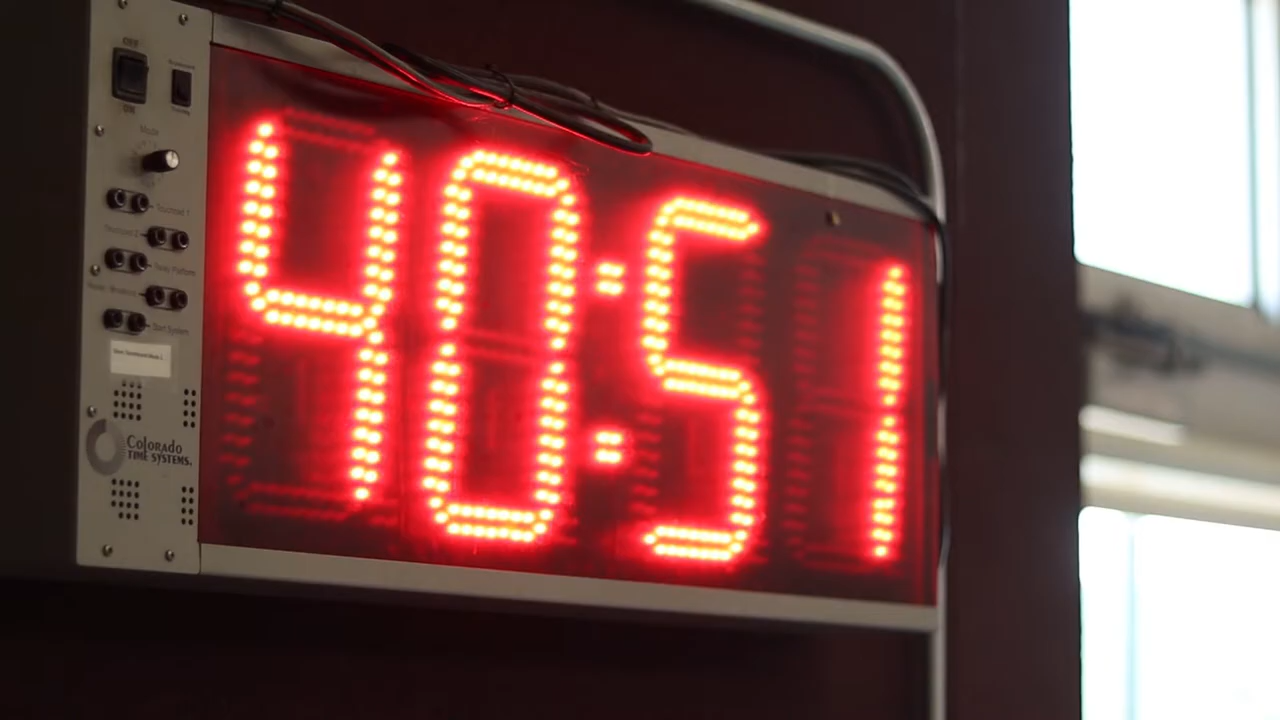 40:51
Mode
Touchpad 1
Touchpad 2
Relay Platform
Start System
Colorado
TIME SYSTEMS.